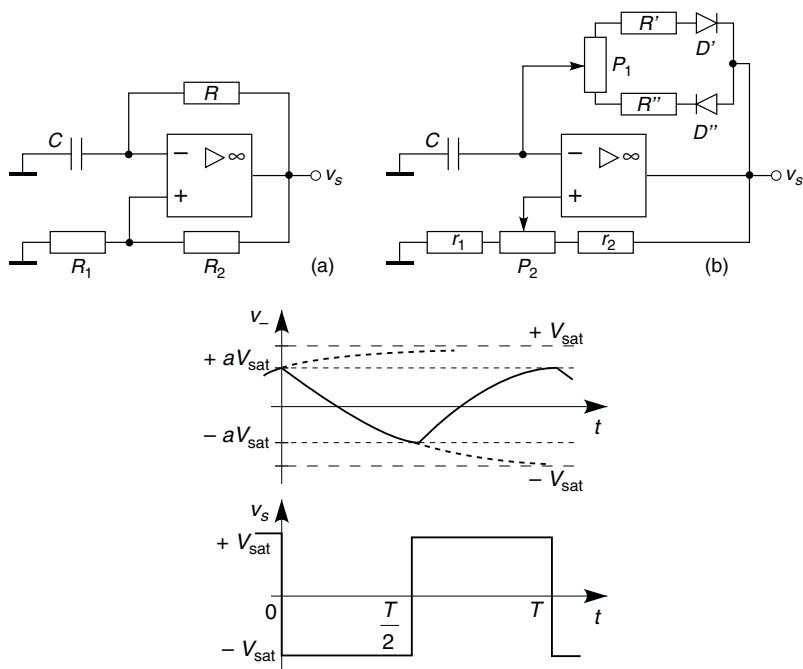 R
C
− ▷ ∞
+
v_s
R_1
R_2
(a)
R'
D'
P_1
R''
D''
C
− ▷ ∞
+
v_s
r_1
P_2
r_2
(b)
v_−
+ V_sat
+ aV_sat
t
− aV_sat
− V_sat
v_s
+ V_sat
0
T/2
T
t
− V_sat